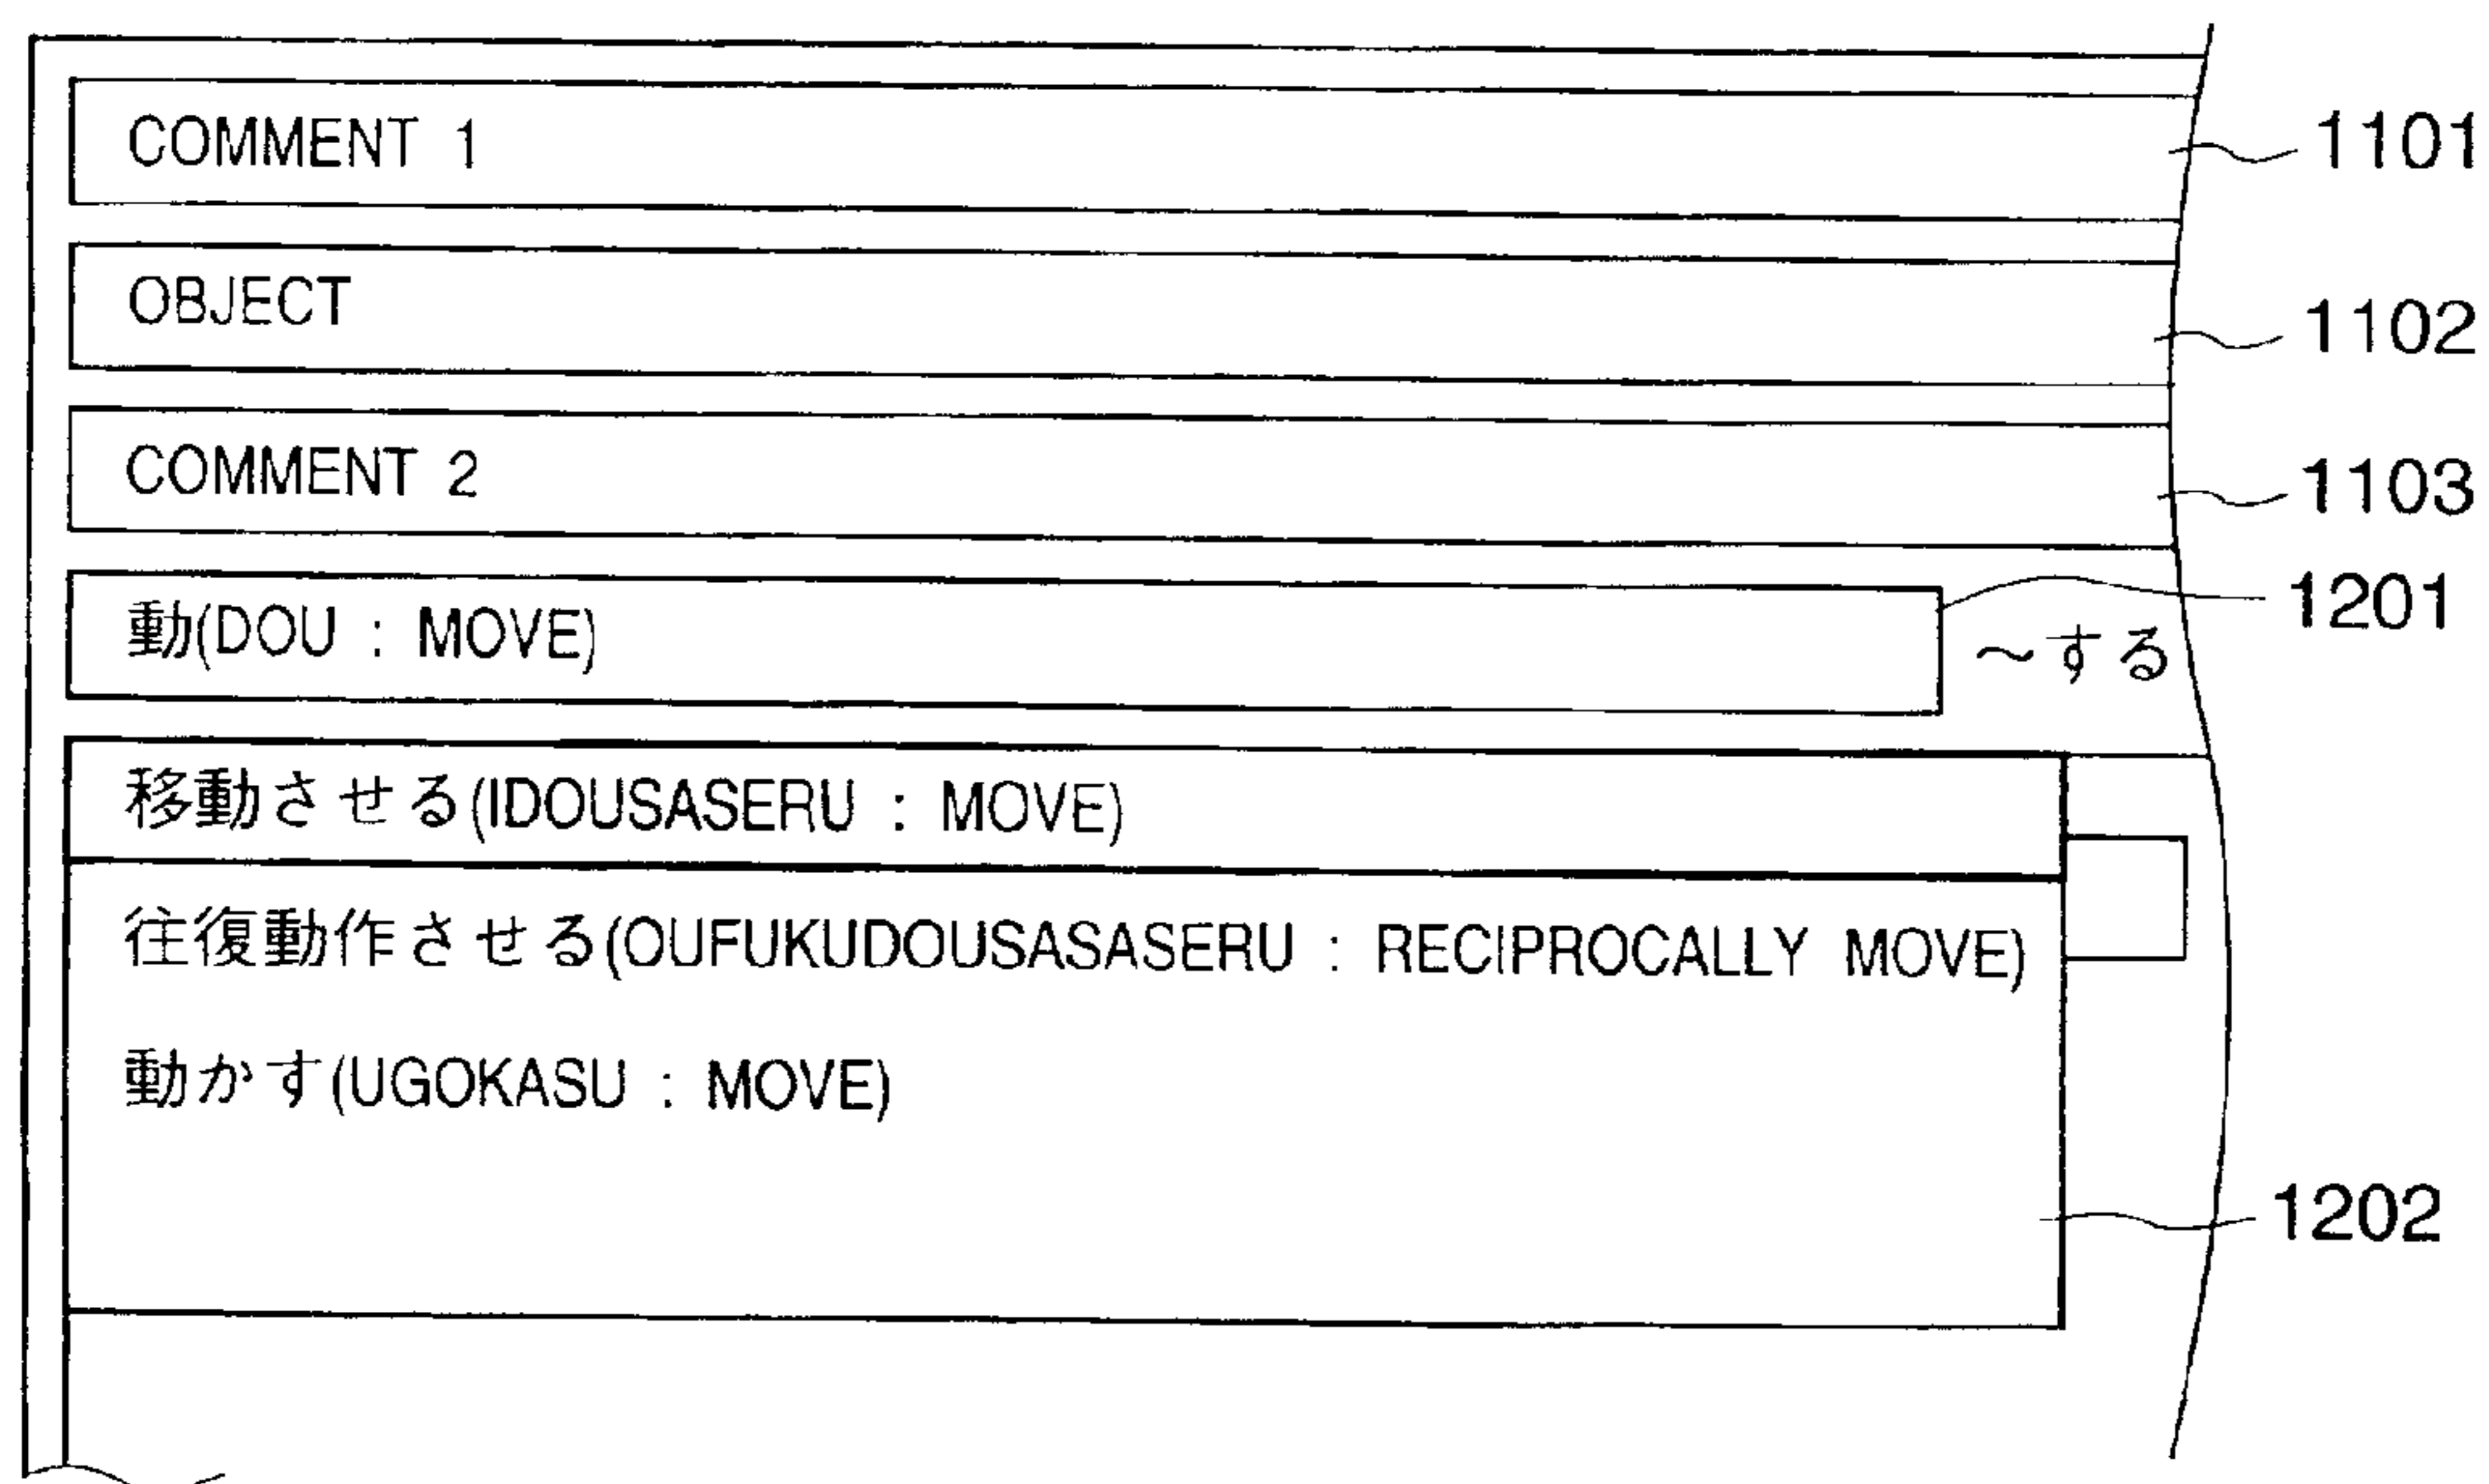 COMMENT 1
1101
OBJECT
1102
COMMENT 2
1103
動(DOU : MOVE)
～する
1201
移動させる(IDOUSASERU : MOVE)
往復動作させる(OUFUKUDOUSASASERU : RECIPROCALLY MOVE)
動かす(UGOKASU : MOVE)
1202